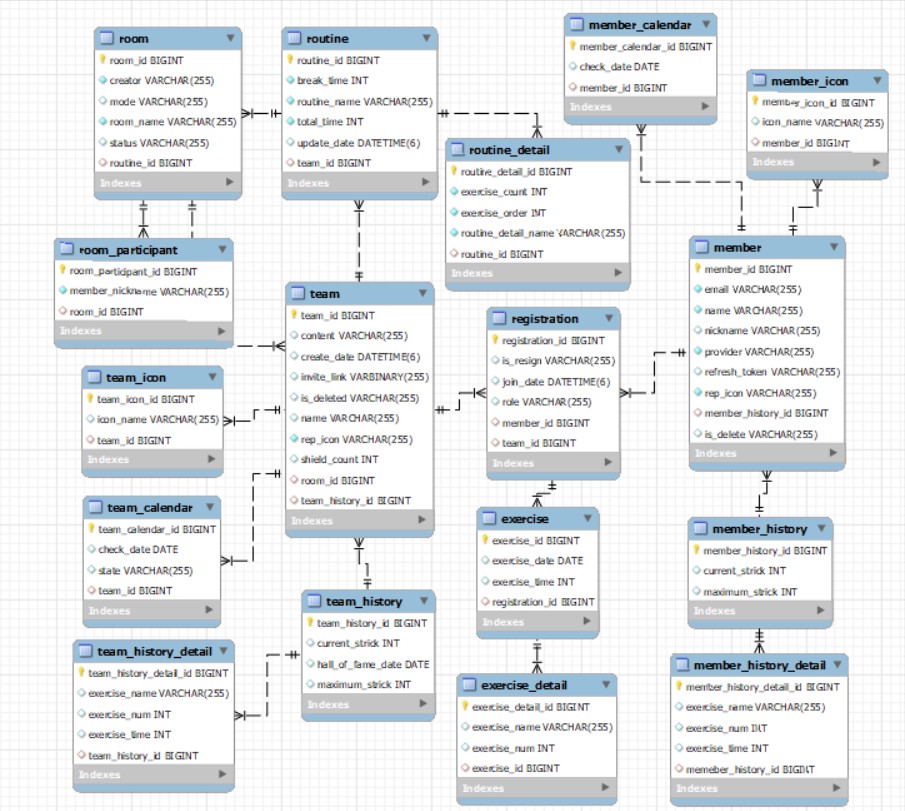 room
room_id BIGINT
creator VARCHAR(255)
mode VARCHAR(255)
room_name VARCHAR(255)
status VARCHAR(255)
routine_id BIGINT
Indexes
routine
routine_id BIGINT
break_time INT
routine_name VARCHAR(255)
total_time INT
update_date DATETIME(6)
team_id BIGINT
Indexes
member_calendar
member_calendar_id BIGINT
check_date DATE
member_id BIGINT
Indexes
member_icon
member_icon_id BIGINT
icon_name VARCHAR(255)
member_id BIGINT
Indexes
routine_detail
routine_detail_id BIGINT
exercise_count INT
exercise_order INT
routine_detail_name VARCHAR(255)
routine_id BIGINT
Indexes
room_participant
room_participant_id BIGINT
member_nickname VARCHAR(255)
room_id BIGINT
Indexes
team
team_id BIGINT
content VARCHAR(255)
create_date DATETIME(6)
invite_link VARBINARY(255)
is_deleted VARCHAR(255)
name VARCHAR(255)
rep_icon VARCHAR(255)
shield_count INT
room_id BIGINT
team_history_id BIGINT
Indexes
registration
registration_id BIGINT
is_resign VARCHAR(255)
join_date DATETIME(6)
role VARCHAR(255)
member_id BIGINT
team_id BIGINT
Indexes
member
member_id BIGINT
email VARCHAR(255)
name VARCHAR(255)
nickname VARCHAR(255)
provider VARCHAR(255)
refresh_token VARCHAR(255)
rep_icon VARCHAR(255)
member_history_id BIGINT
is_delete VARCHAR(255)
Indexes
team_icon
team_icon_id BIGINT
icon_name VARCHAR(255)
team_id BIGINT
Indexes
team_calendar
team_calendar_id BIGINT
check_date DATE
state VARCHAR(255)
team_id BIGINT
Indexes
exercise
exercise_id BIGINT
exercise_date DATE
exercise_time INT
registration_id BIGINT
Indexes
member_history
member_history_id BIGINT
current_strick INT
maximum_strick INT
Indexes
team_history
team_history_id BIGINT
current_strick INT
hall_of_fame_date DATE
maximum_strick INT
Indexes
team_history_detail
team_history_detail_id BIGINT
exercise_name VARCHAR(255)
exercise_num INT
exercise_time INT
team_history_id BIGINT
Indexes
exercise_detail
exercise_detail_id BIGINT
exercise_name VARCHAR(255)
exercise_num INT
exercise_id BIGINT
Indexes
member_history_detail
member_history_detail_id BIGINT
exercise_name VARCHAR(255)
exercise_num INT
exercise_time INT
memeber_history_id BIGINT
Indexes